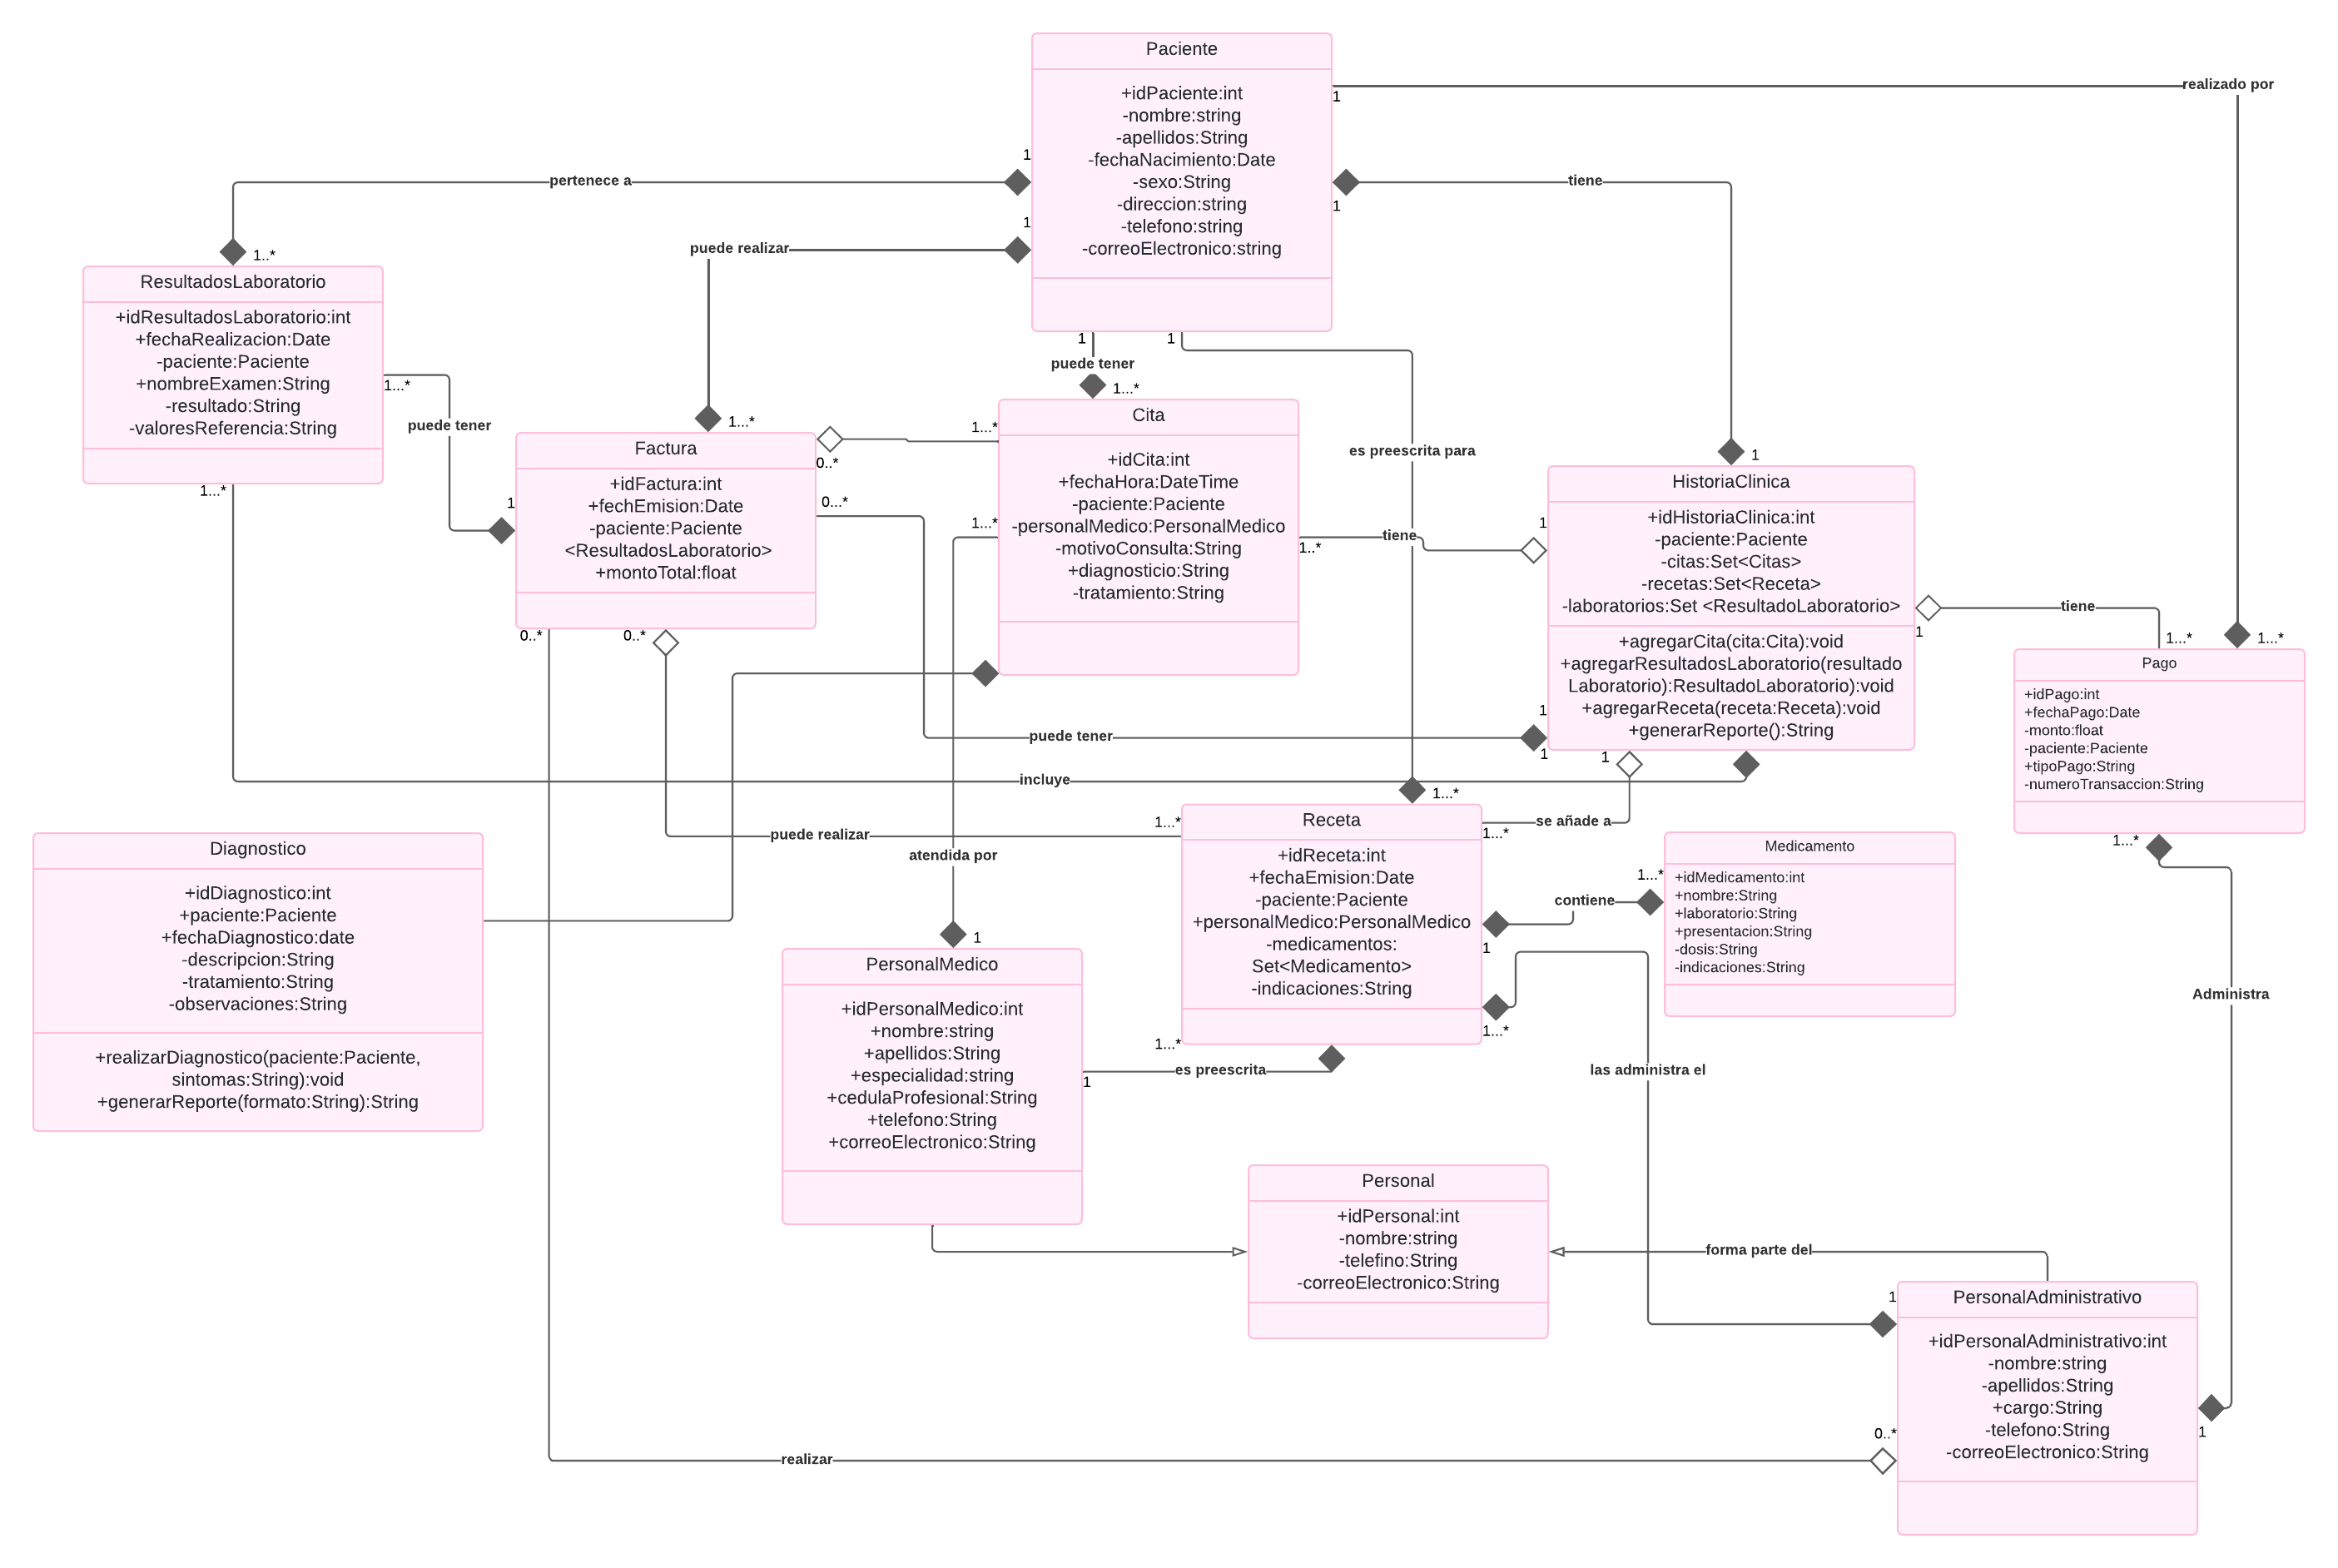 Paciente
+idPaciente:int
-nombre:string
-apellidos:String
-fechaNacimiento:Date
-sexo:String
-direccion:string
-telefono:string
-correoElectronico:string
realizado por
1
1
pertenece a
1
tiene
1
1
puede realizar
1..*
1
puede tener
1...*
1
1...*
es preescrita para
1
ResultadosLaboratorio
+idResultadosLaboratorio:int
+fechaRealizacion:Date
-paciente:Paciente
+nombreExamen:String
-resultado:String
-valoresReferencia:String
1...*
puede tener
1
1...*
Factura
+idFactura:int
+fechEmision:Date
-paciente:Paciente
<ResultadosLaboratorio>
+montoTotal:float
0..*
1...*
0...*
1...*
0..*
0..*
Cita
+idCita:int
+fechaHora:DateTime
-paciente:Paciente
-personalMedico:PersonalMedico
-motivoConsulta:String
+diagnosticio:String
-tratamiento:String
1..*
tiene
1
HistoriaClinica
+idHistoriaClinica:int
-paciente:Paciente
-citas:Set<Citas>
-recetas:Set<Receta>
-laboratorios:Set <ResultadoLaboratorio>
+agregarCita(cita:Cita):void
+agregarResultadosLaboratorio(resultado
Laboratorio):ResultadoLaboratorio):void
+agregarReceta(receta:Receta):void
+generarReporte():String
1
tiene
1...*
1...*
Pago
+idPago:int
+fechaPago:Date
-monto:float
-paciente:Paciente
+tipoPago:String
-numeroTransaccion:String
1...*
puede tener
1
1
incluye
1
se añade a
1...*
1...*
puede realizar
1...*
atendida por
1
Diagnostico
+idDiagnostico:int
+paciente:Paciente
+fechaDiagnostico:date
-descripcion:String
-tratamiento:String
-observaciones:String
+realizarDiagnostico(paciente:Paciente,
sintomas:String):void
+generarReporte(formato:String):String
Receta
+idReceta:int
+fechaEmision:Date
-paciente:Paciente
+personalMedico:PersonalMedico
-medicamentos:
Set<Medicamento>
-indicaciones:String
1...*
contiene
1
1...*
1...*
Medicamento
+idMedicamento:int
+nombre:String
+laboratorio:String
+presentacion:String
-dosis:String
-indicaciones:String
Administra
PersonalMedico
+idPersonalMedico:int
+nombre:string
+apellidos:String
+especialidad:string
+cedulaProfesional:String
+telefono:String
+correoElectronico:String
1
es preescrita
las administra el
Personal
+idPersonal:int
-nombre:string
-telefino:String
-correoElectronico:String
forma parte del
1
PersonalAdministrativo
+idPersonalAdministrativo:int
-nombre:string
-apellidos:String
+cargo:String
-telefono:String
-correoElectronico:String
1
0..*
realizar